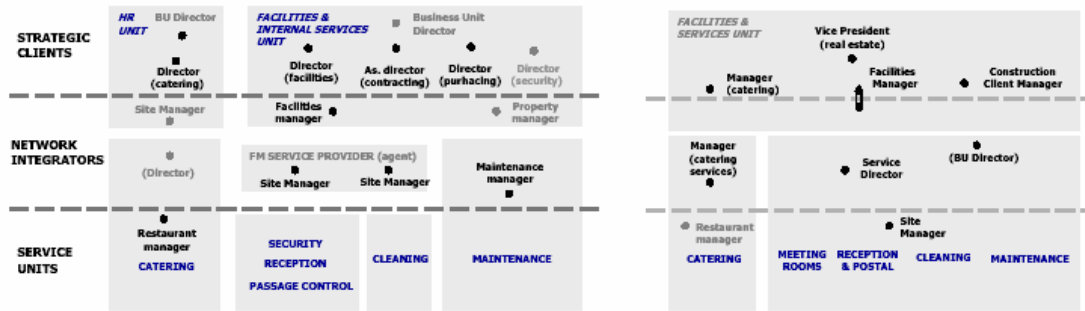 HR
UNIT
BU Director
FACILITIES &
INTERNAL SERVICES
UNIT
Business Unit
Director
STRATEGIC
CLIENTS
Director
(catering)
Director
(facilities)
As. director
(contracting)
Director
(purhacing)
Director
(security)
Site Manager
Facilities
manager
Property
manager
NETWORK
INTEGRATORS
(Director)
FM SERVICE PROVIDER (agent)
Site Manager
Site Manager
Maintenance
manager
SERVICE
UNITS
Restaurant
manager
CATERING
SECURITY
RECEPTION
PASSAGE CONTROL
CLEANING
MAINTENANCE
FACILITIES &
SERVICES UNIT
Vice President
(real estate)
Manager
(catering)
Facilities
Manager
Construction
Client Manager
Manager
(catering
services)
Service
Director
(BU Director)
Restaurant
manager
Site
Manager
CATERING
MEETING
ROOMS
RECEPTION
& POSTAL
CLEANING
MAINTENANCE